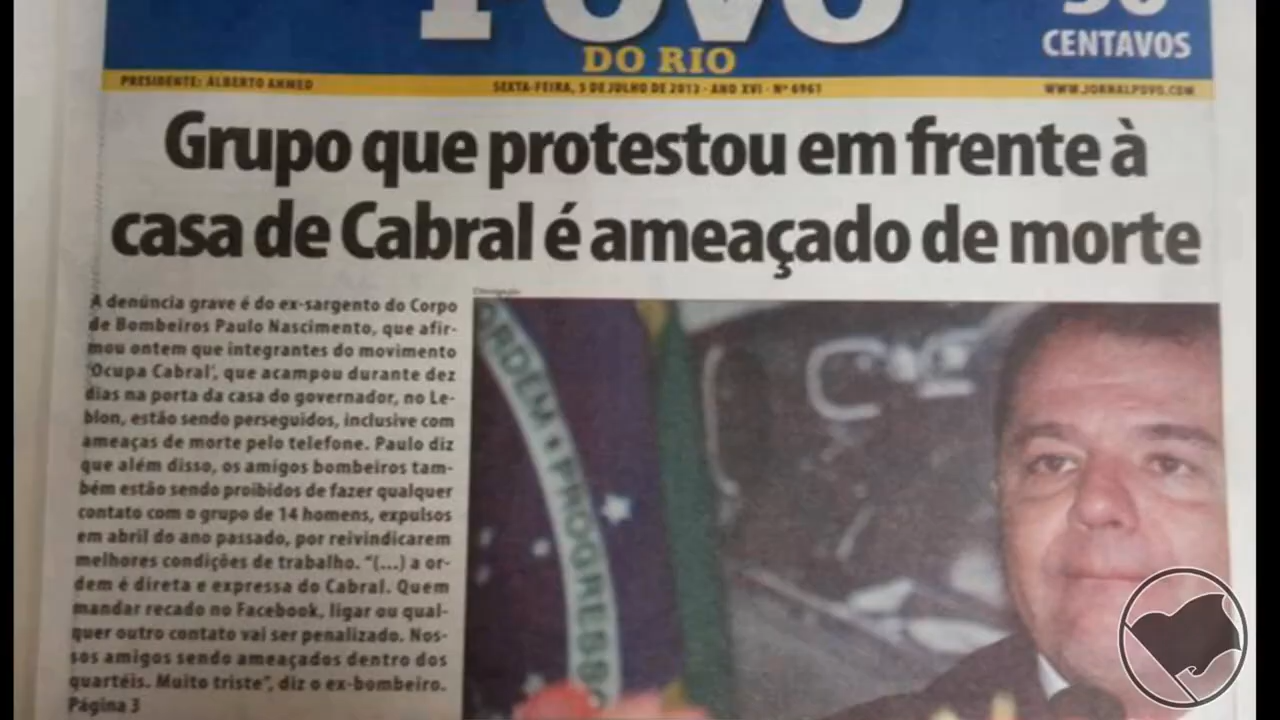 POVO
DO RIO
50
CENTAVOS
PRESIDENTE: ALBERTO AHMED
SEXTA-FEIRA, 5 DE JULHO DE 2013 - ANO XVI - Nº 6961
WWW.JORNALPOVO.COM
Grupo que protestou em frente à
casa de Cabral é ameaçado de morte
A denúncia grave é do ex-sargento do Corpo
de Bombeiros Paulo Nascimento, que afir-
mou ontem que integrantes do movimento
'Ocupa Cabral', que acampou durante dez
dias na porta da casa do governador, no Le-
blon, estão sendo perseguidos, inclusive com
ameaças de morte pelo telefone. Paulo diz
que além disso, os amigos bombeiros tam-
bém estão sendo proibidos de fazer qualquer
contato com o grupo de 14 homens, expulsos
em abril do ano passado, por reivindicarem
melhores condições de trabalho. "(...) a or-
dem é direta e expressa do Cabral. Quem
mandar recado no Facebook, ligar ou qual-
quer outro contato vai ser penalizado. Nos-
sos amigos sendo ameaçados dentro dos
quartéis. Muito triste", diz o ex-bombeiro.
Página 3
Divulgação
ORDEM PROGRESSO